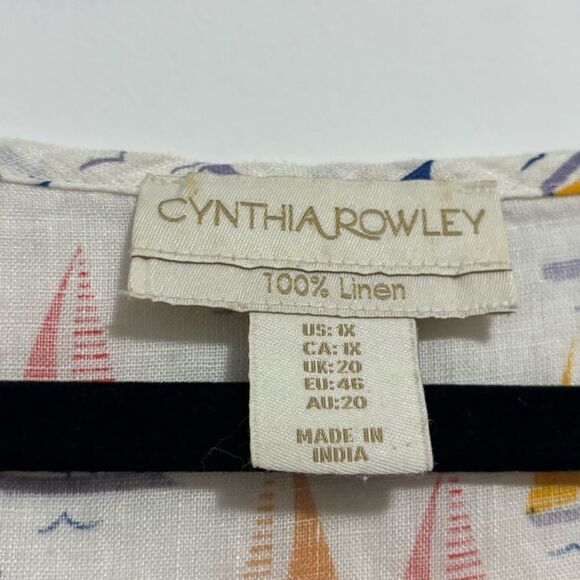 CYNTHIA ROWLEY
100% Linen
US: 1X
CA: 1X
UK: 20
EU: 46
AU: 20
MADE IN
INDIA